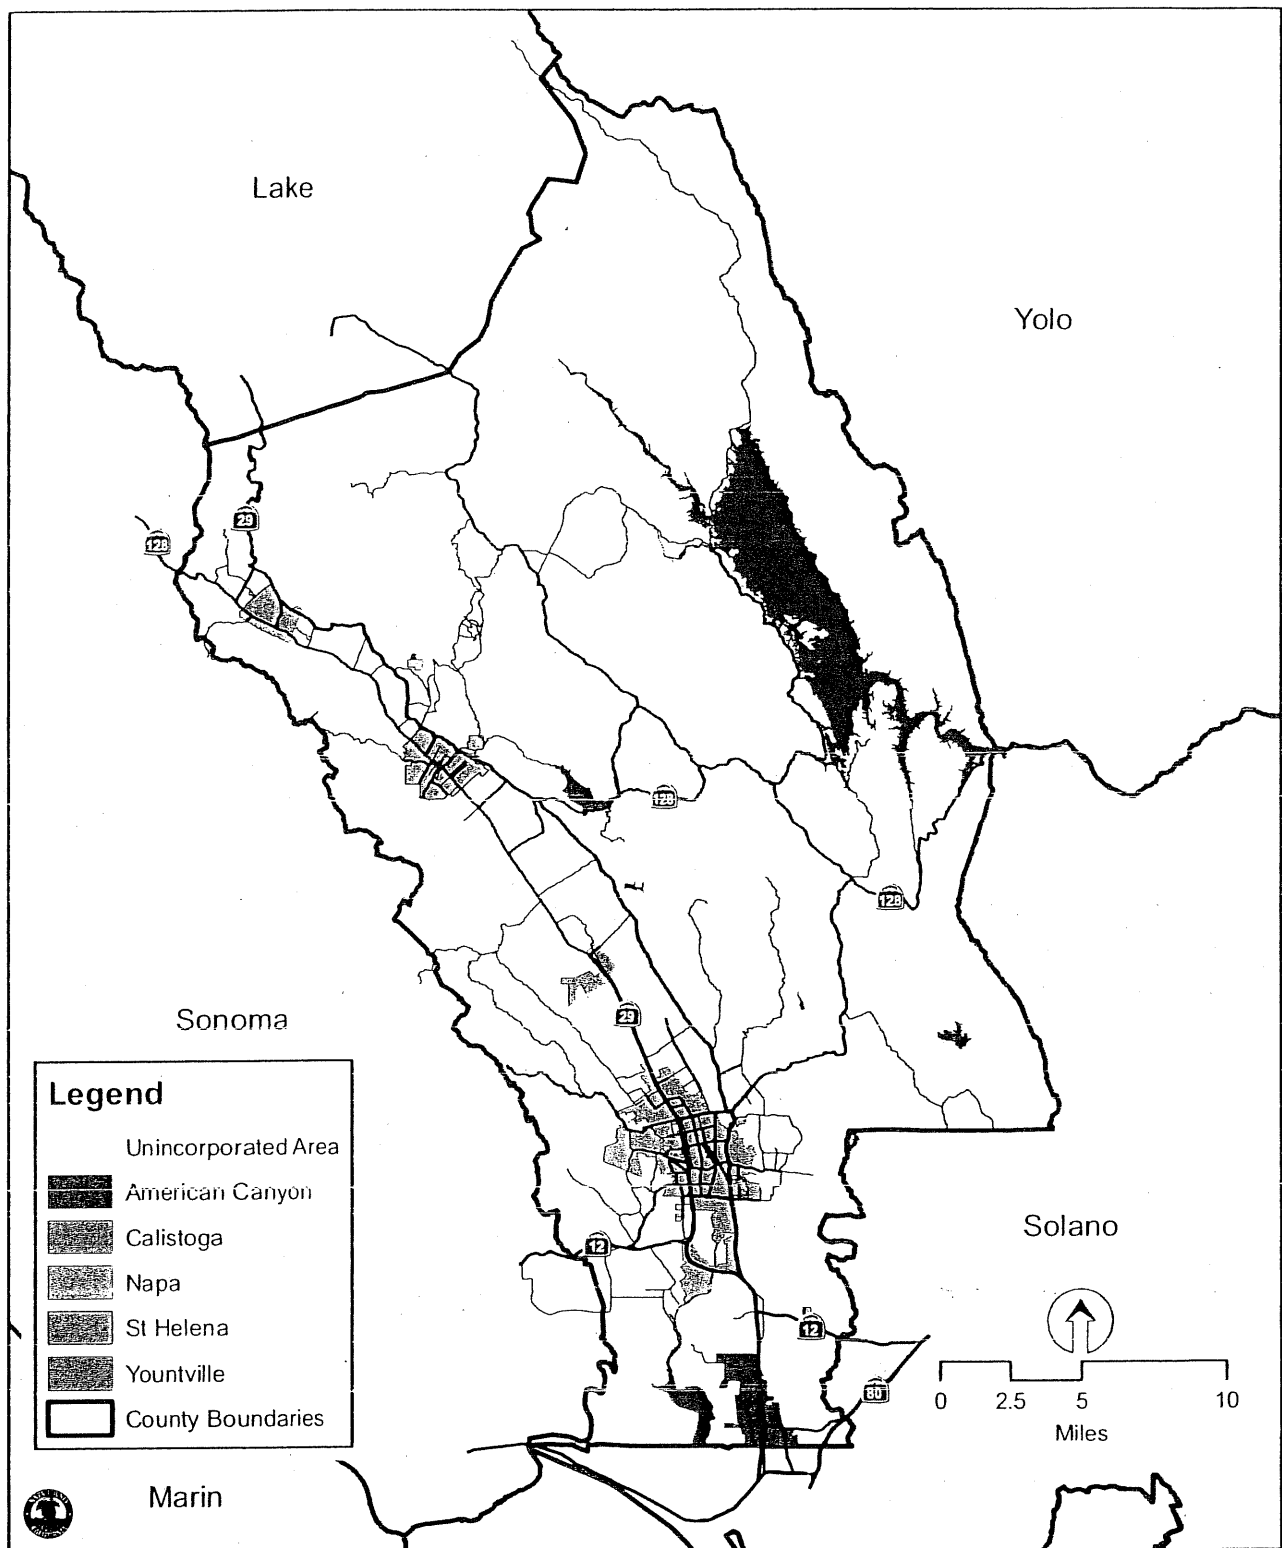 Lake
Yolo
29
128
128
128
Sonoma
29
Legend
Unincorporated Area
American Canyon
Calistoga
Napa
St Helena
Yountville
County Boundaries
12
Solano
12
80
0 2.5 5 10
Miles
Marin